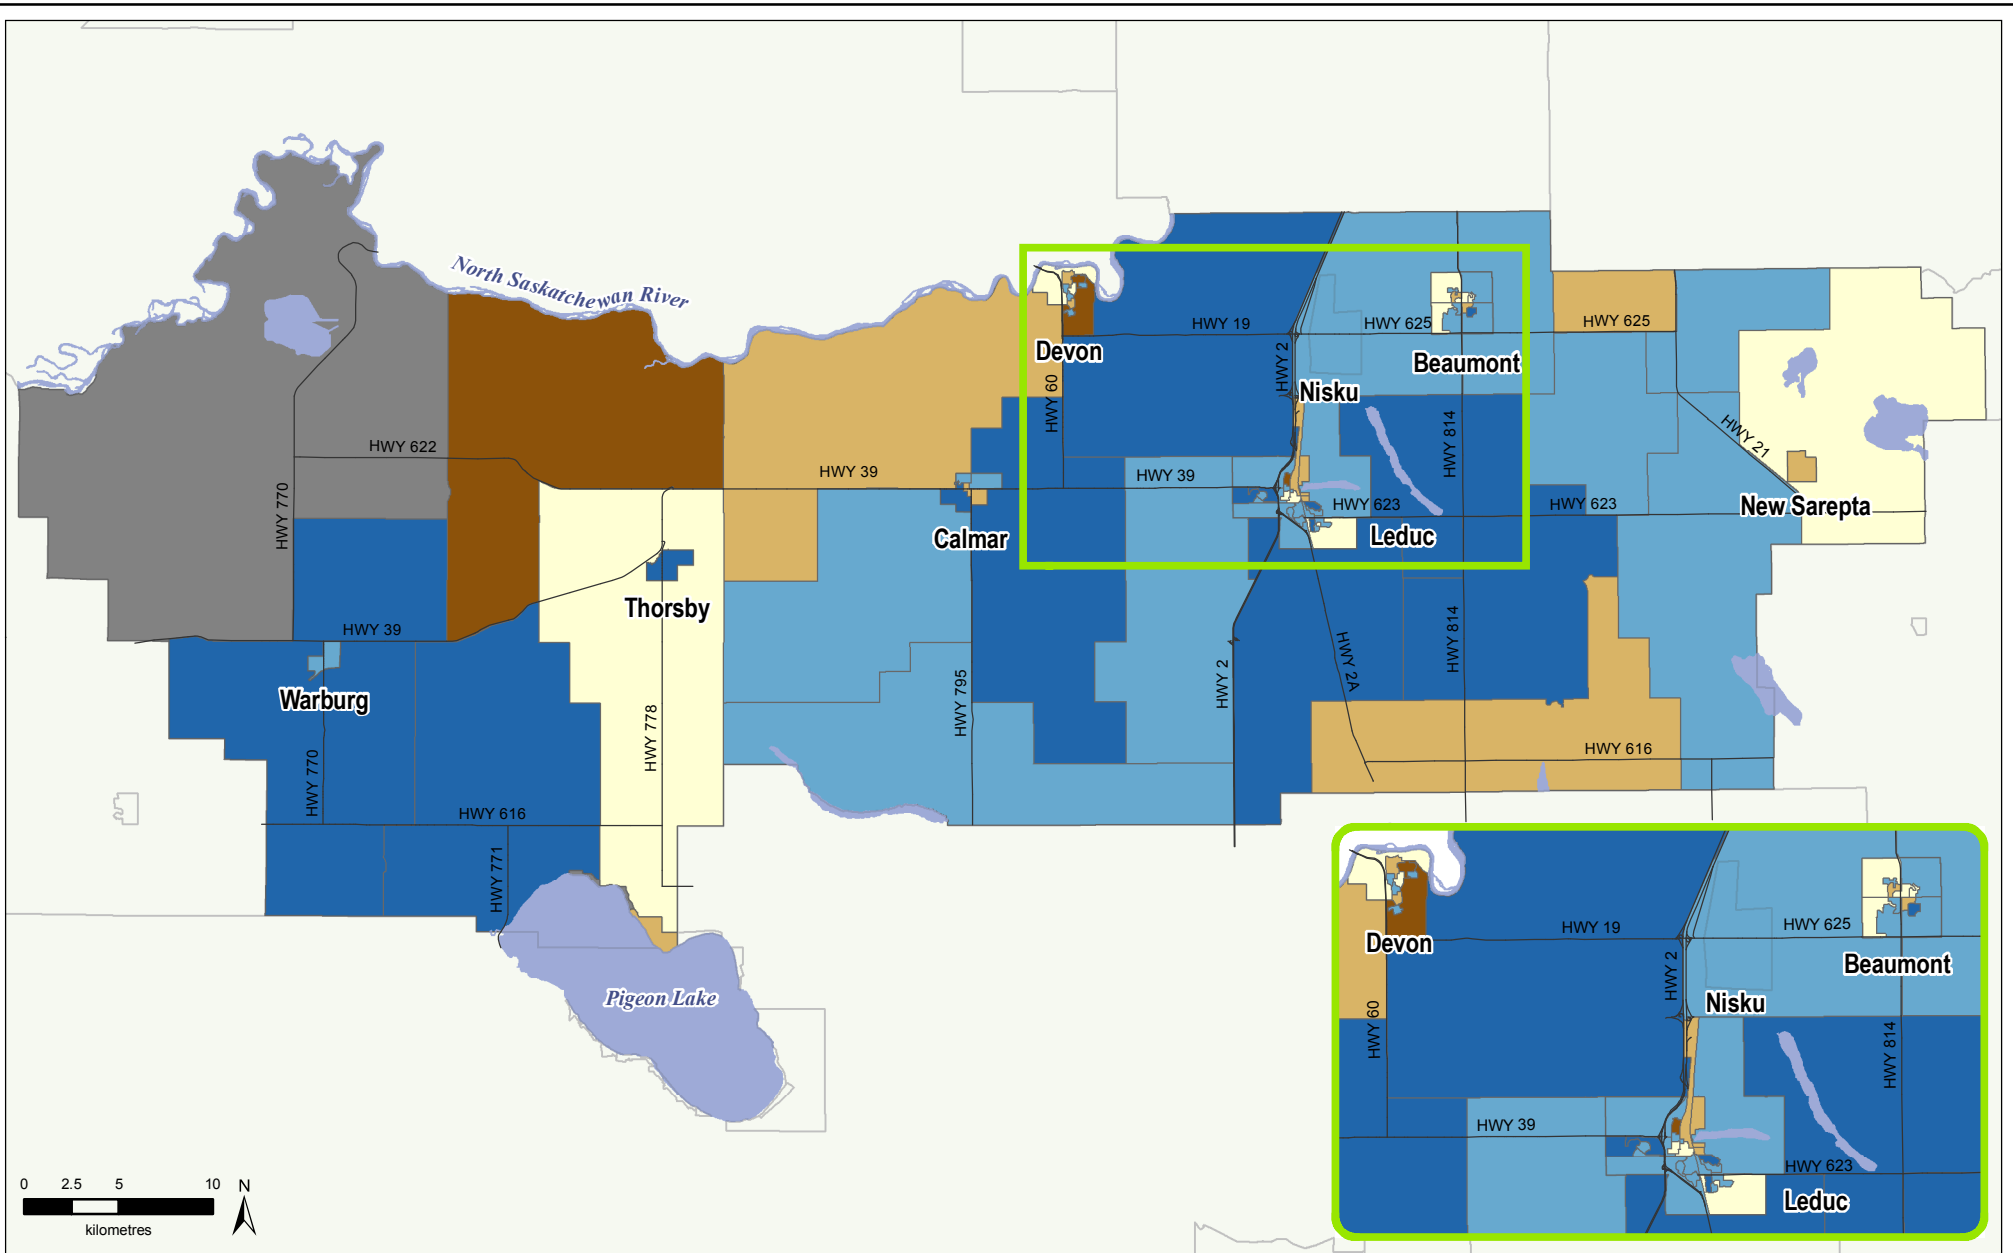 North Saskatchewan River
HWY 19
HWY 625
HWY 625
Devon
HWY 2
Beaumont
Nisku
HWY 60
HWY 814
HWY 21
HWY 622
HWY 39
HWY 39
HWY 623
HWY 623
New Sarepta
HWY 770
Calmar
Leduc
Thorsby
HWY 39
HWY 814
HWY 2A
Warburg
HWY 2
HWY 795
HWY 778
HWY 616
HWY 770
HWY 616
HWY 771
Pigeon Lake
HWY 19
HWY 625
Devon
HWY 2
Beaumont
Nisku
HWY 60
HWY 814
HWY 39
HWY 623
Leduc
0 2.5 5 10
kilometres
N